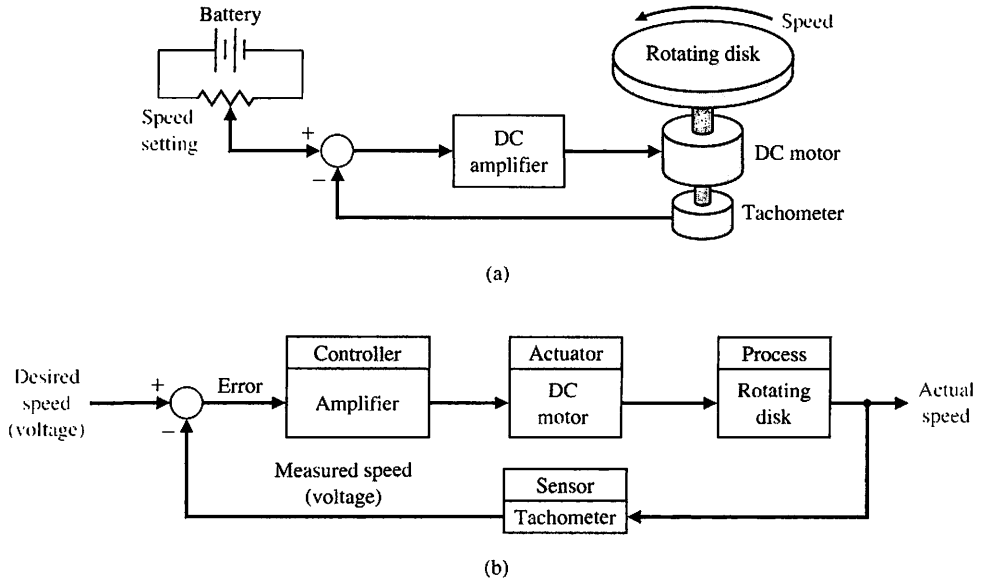 Battery
Speed
Rotating disk
Speed
setting
+
−
DC
amplifier
DC motor
Tachometer
(a)
Desired
speed
(voltage)
+
−
Error
Controller
Amplifier
Actuator
DC
motor
Process
Rotating
disk
Actual
speed
Measured speed
(voltage)
Sensor
Tachometer
(b)